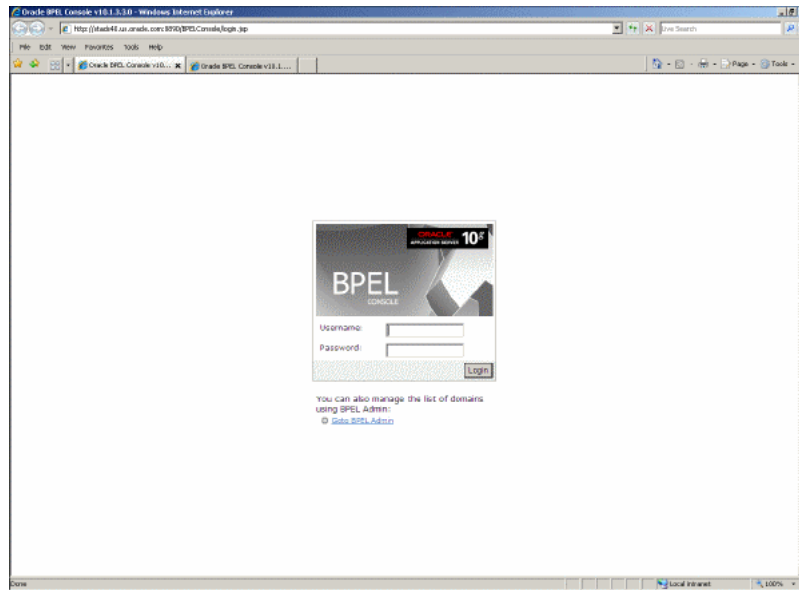 Oracle BPEL Console v10.1.3.3.0 - Windows Internet Explorer
Live Search
File Edit View Favorites Tools Help
Oracle BPEL Console v10... Oracle BPEL Console v10.1.... Page Tools
ORACLE
APPLICATION SERVER 10g
BPEL
CONSOLE
Username:
Password:
Login
You can also manage the list of domains
using BPEL Admin:
Goto BPEL Admin
Done Local intranet 100%